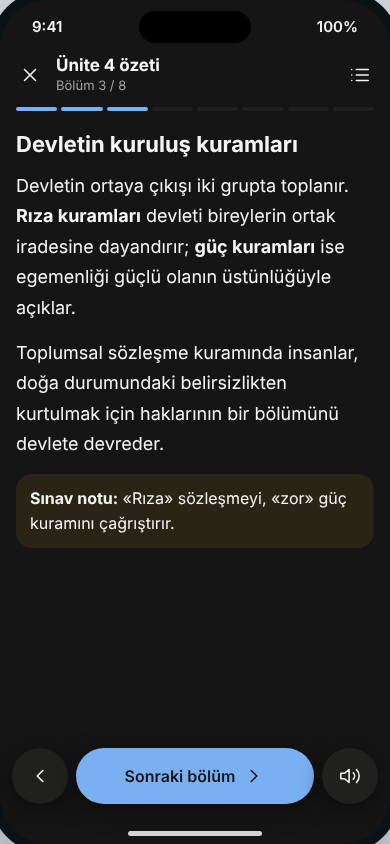 9:41
100%
Ünite 4 özeti
Bölüm 3 / 8
Devletin kuruluş kuramları
Devletin ortaya çıkışı iki grupta toplanır.
Rıza kuramları devleti bireylerin ortak
iradesine dayandırır; güç kuramları ise
egemenliği güçlü olanın üstünlüğüyle
açıklar.
Toplumsal sözleşme kuramında insanlar,
doğa durumundaki belirsizlikten
kurtulmak için haklarının bir bölümünü
devlete devreder.
Sınav notu: «Rıza» sözleşmeyi, «zor» güç
kuramını çağrıştırır.
Sonraki bölüm